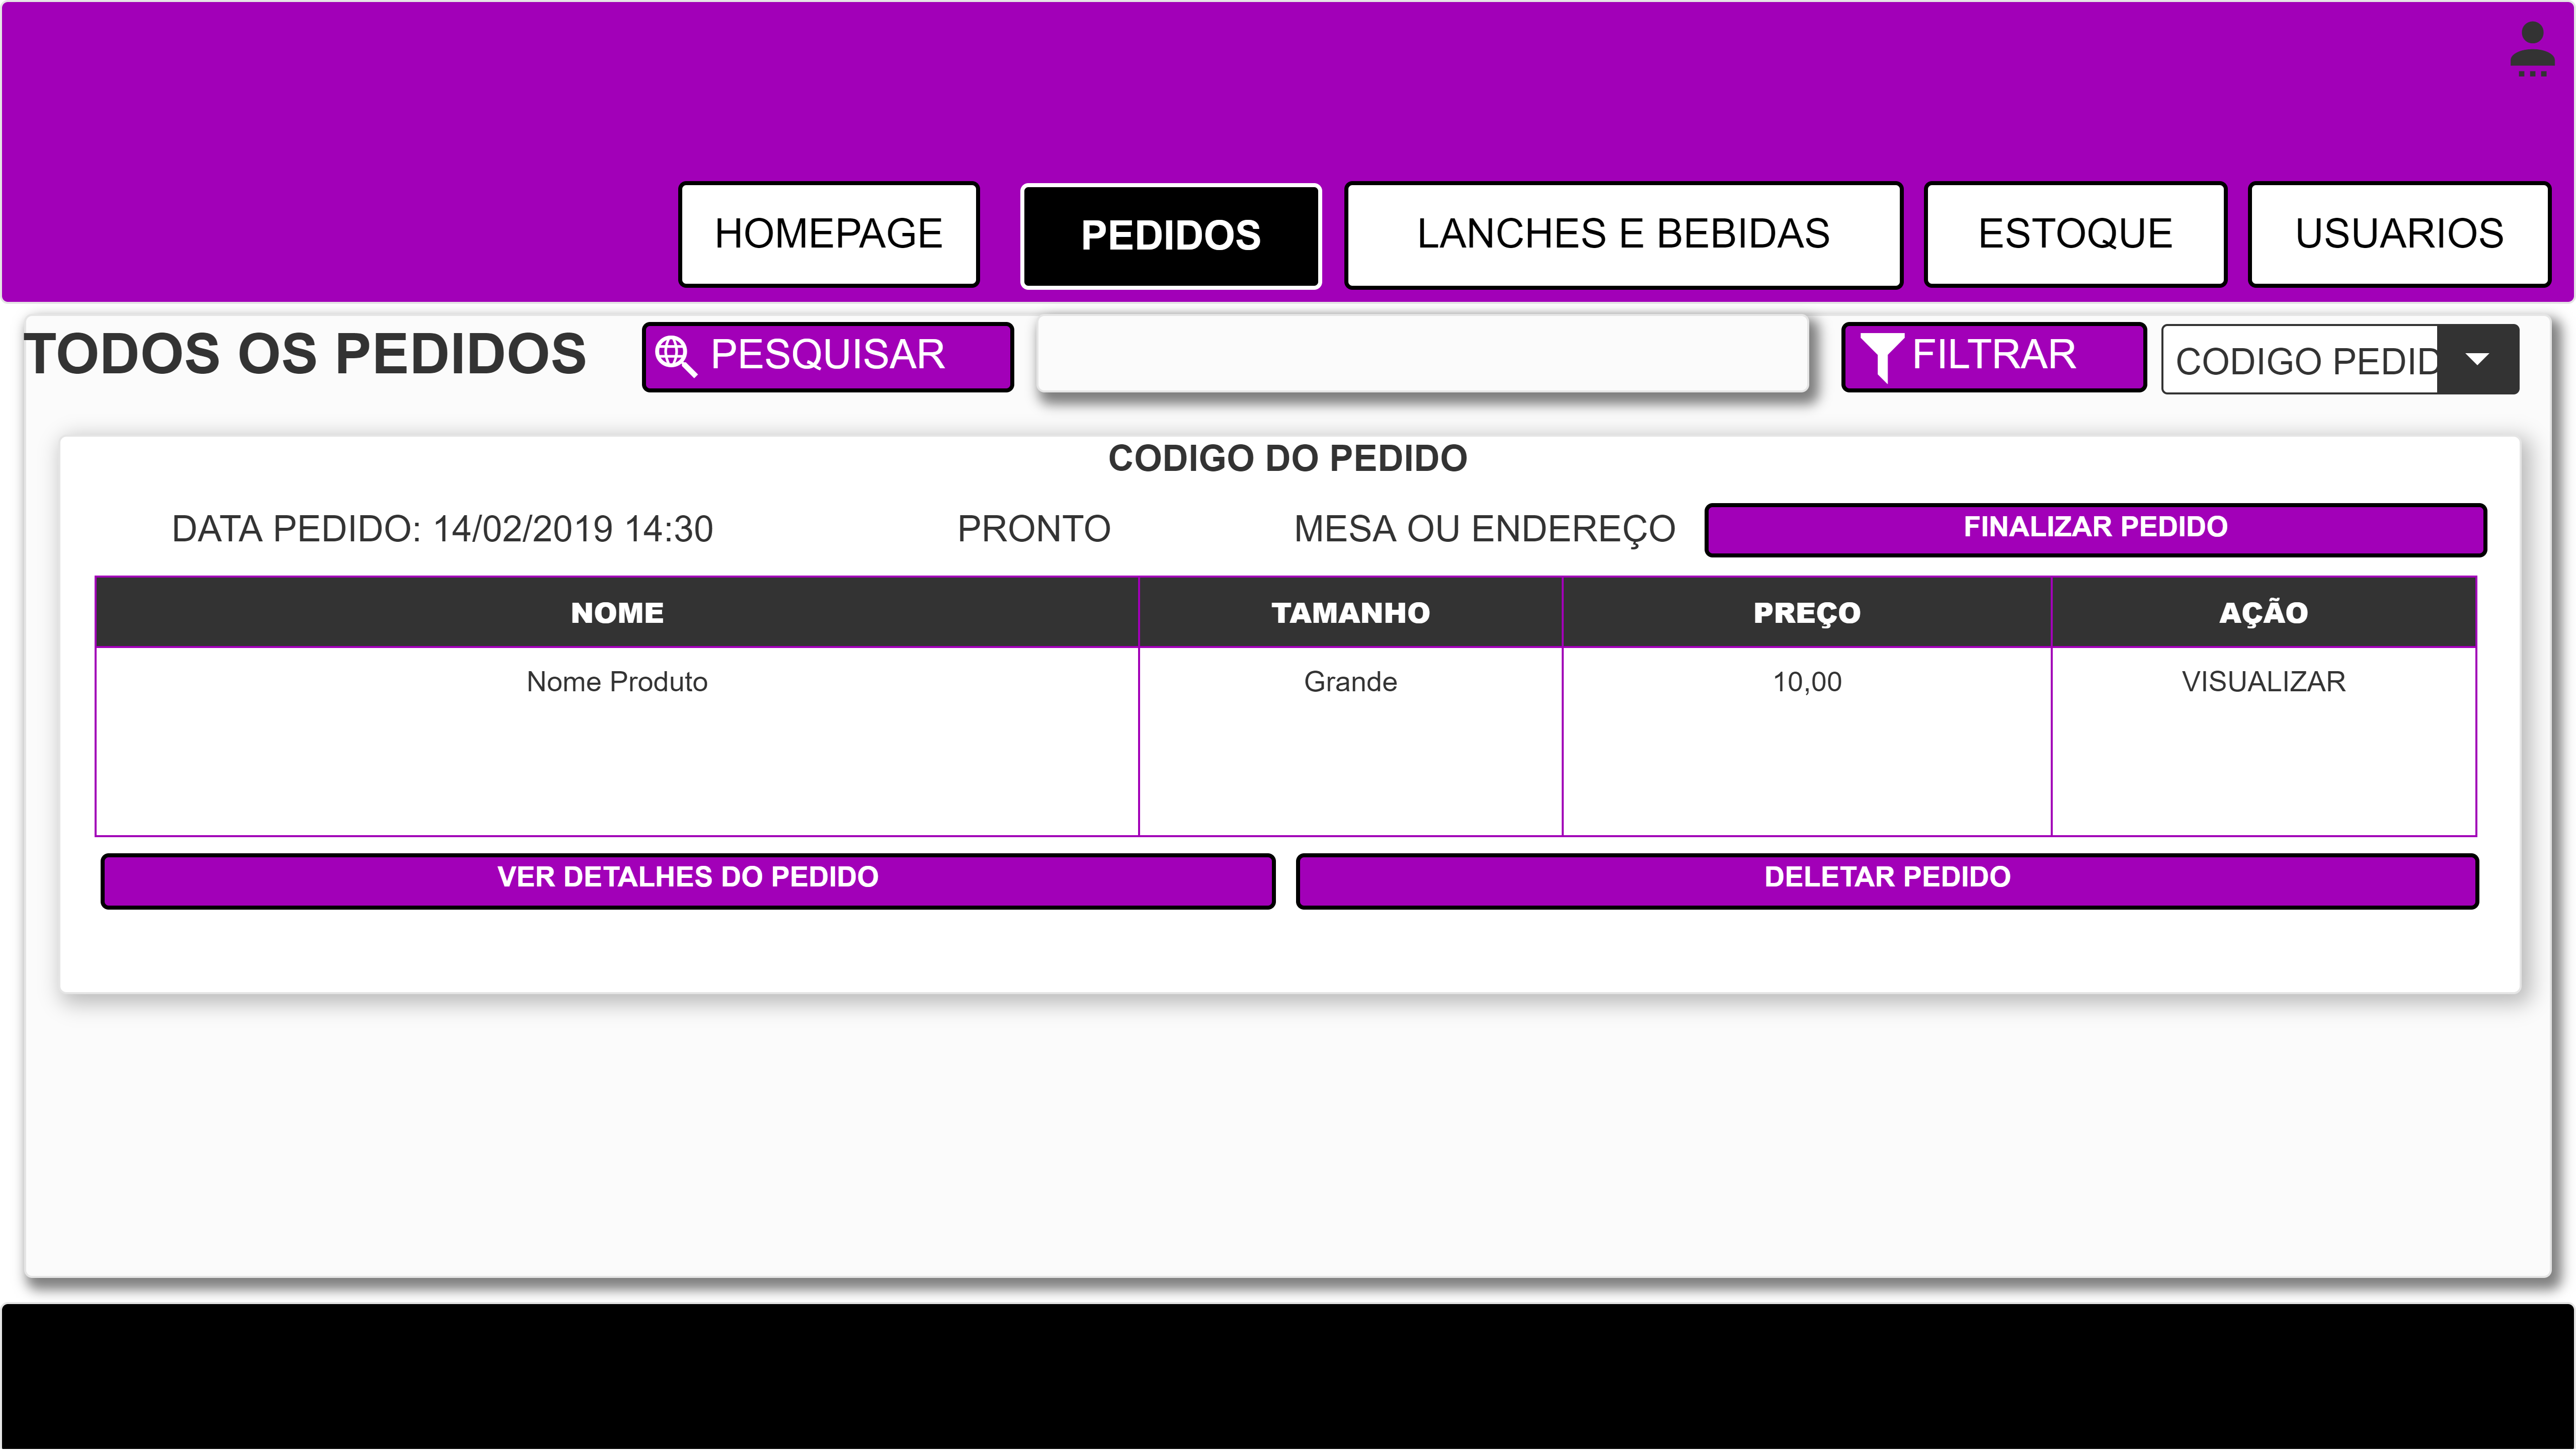 HOMEPAGE
PEDIDOS
LANCHES E BEBIDAS
ESTOQUE
USUARIOS
TODOS OS PEDIDOS
PESQUISAR
FILTRAR
CODIGO PEDID
CODIGO DO PEDIDO
DATA PEDIDO: 14/02/2019 14:30
PRONTO
MESA OU ENDEREÇO
FINALIZAR PEDIDO
NOME
TAMANHO
PREÇO
AÇÃO
Nome Produto
Grande
10,00
VISUALIZAR
VER DETALHES DO PEDIDO
DELETAR PEDIDO